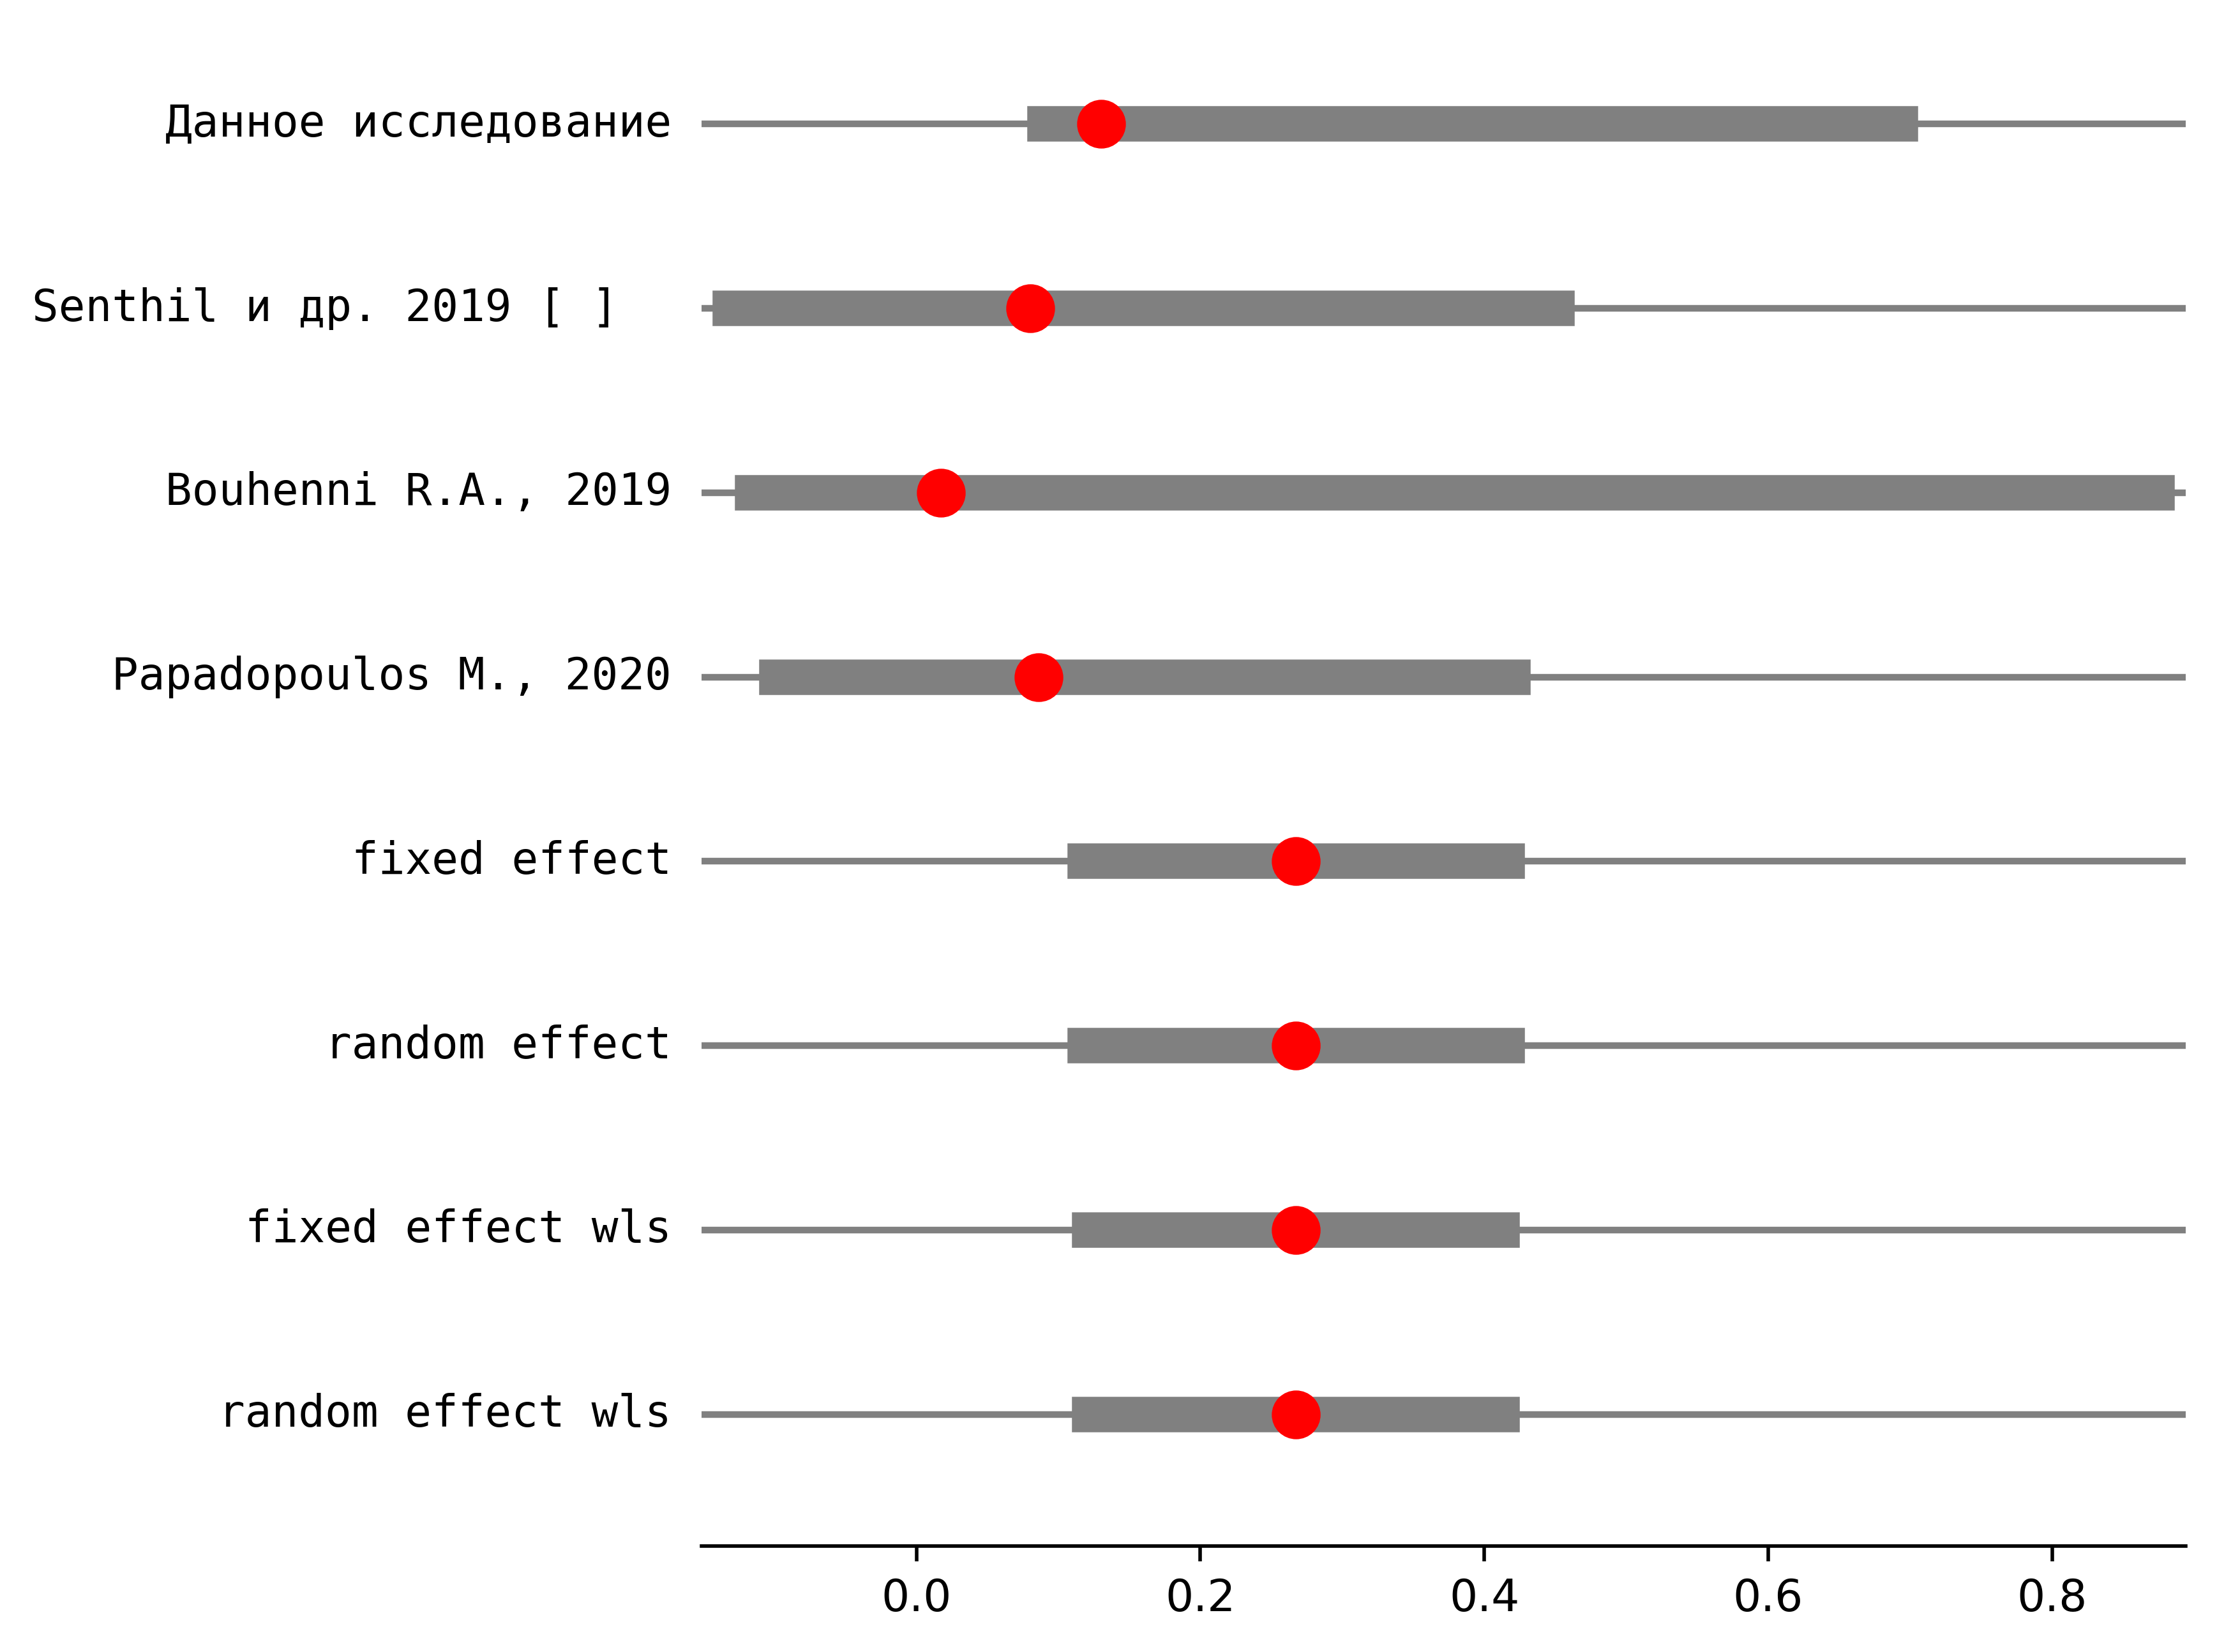 Данное исследование
Senthil и др. 2019 [ ]
Bouhenni R.A., 2019
Papadopoulos M., 2020
fixed effect
random effect
fixed effect wls
random effect wls
0.0 0.2 0.4 0.6 0.8